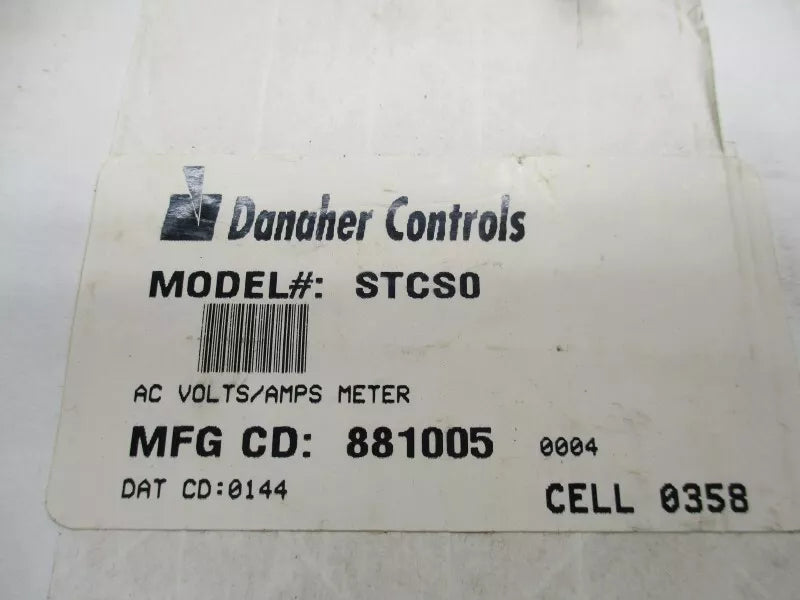 Danaher Controls
MODEL#: STCS0
AC VOLTS/AMPS METER
MFG CD: 881005 0004
DAT CD:0144
CELL 0358